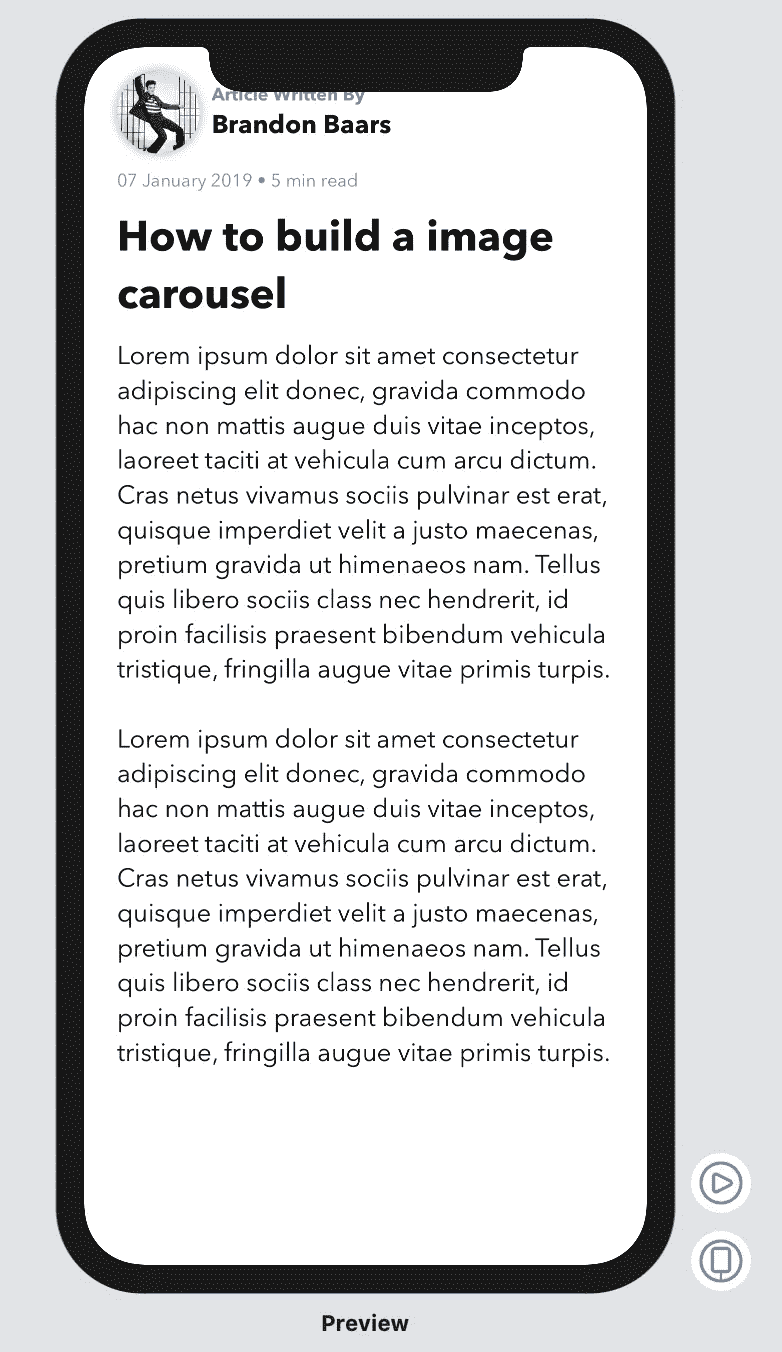 Article Written By
Brandon Baars
07 January 2019 • 5 min read
How to build a image
carousel
Lorem ipsum dolor sit amet consectetur
adipiscing elit donec, gravida commodo
hac non mattis augue duis vitae inceptos,
laoreet taciti at vehicula cum arcu dictum.
Cras netus vivamus sociis pulvinar est erat,
quisque imperdiet velit a justo maecenas,
pretium gravida ut himenaeos nam. Tellus
quis libero sociis class nec hendrerit, id
proin facilisis praesent bibendum vehicula
tristique, fringilla augue vitae primis turpis.
Lorem ipsum dolor sit amet consectetur
adipiscing elit donec, gravida commodo
hac non mattis augue duis vitae inceptos,
laoreet taciti at vehicula cum arcu dictum.
Cras netus vivamus sociis pulvinar est erat,
quisque imperdiet velit a justo maecenas,
pretium gravida ut himenaeos nam. Tellus
quis libero sociis class nec hendrerit, id
proin facilisis praesent bibendum vehicula
tristique, fringilla augue vitae primis turpis.
Preview